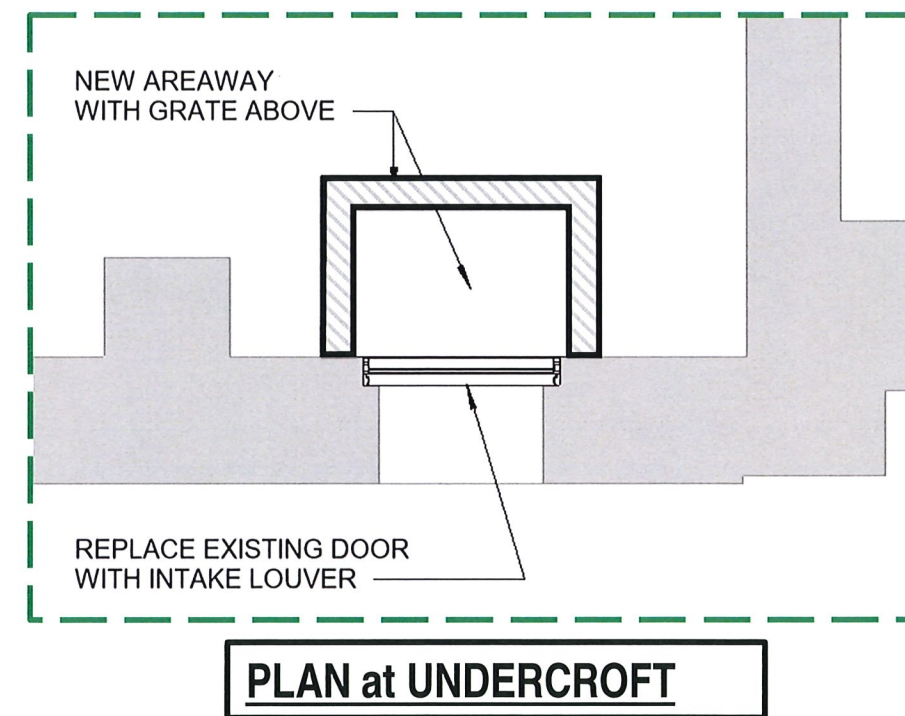 NEW AREAWAY
WITH GRATE ABOVE
REPLACE EXISTING DOOR
WITH INTAKE LOUVER
PLAN at UNDERCROFT